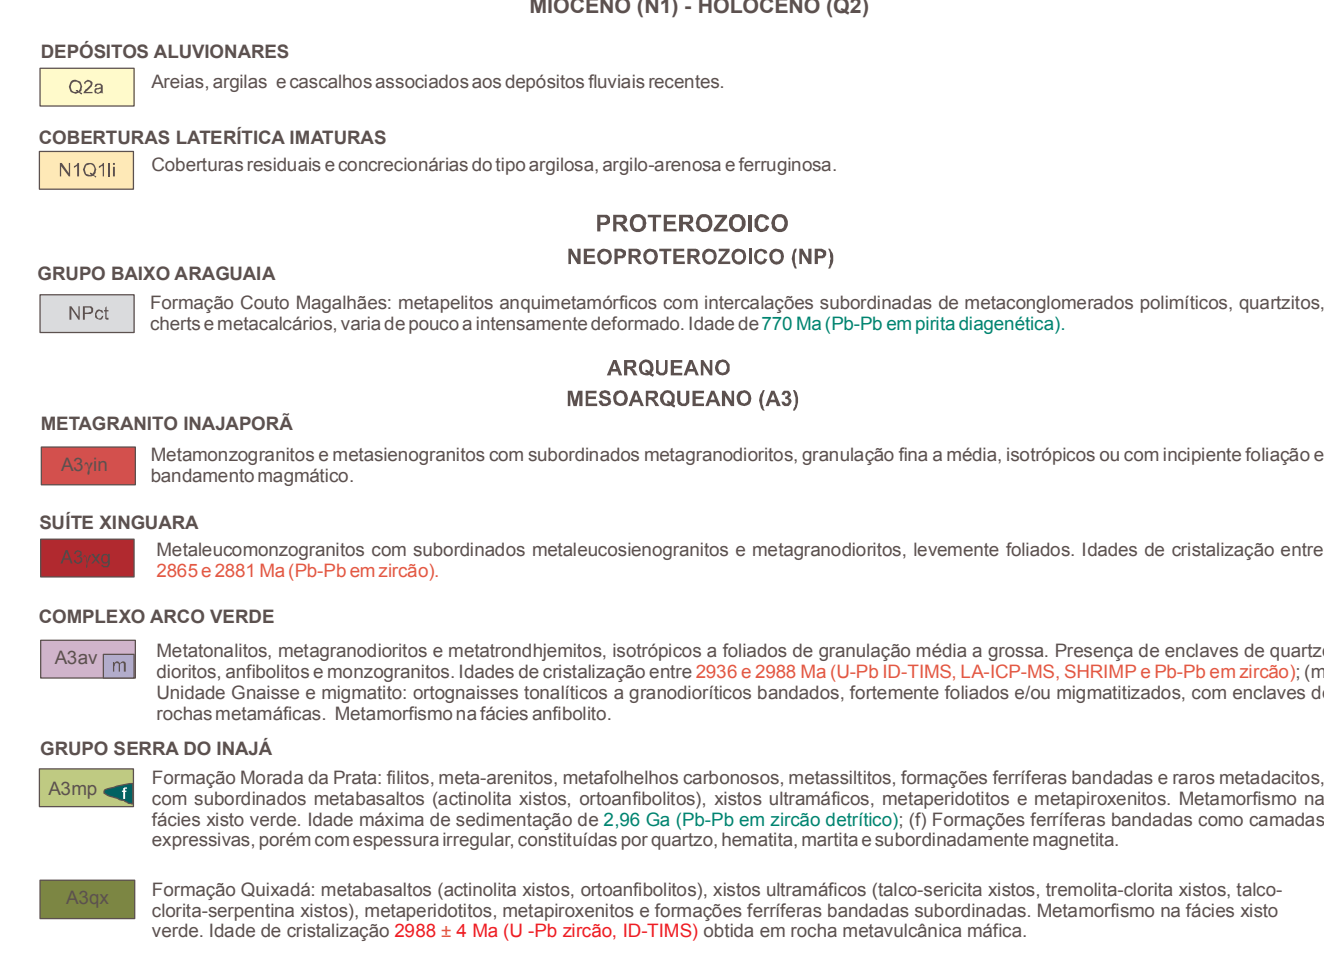 MIOCENO (N1) - HOLOCENO (Q2)
DEPÓSITOS ALUVIONARES
Q2a
Areias, argilas e cascalhos associados aos depósitos fluviais recentes.
COBERTURAS LATERÍTICA IMATURAS
N1Q1li
Coberturas residuais e concrecionárias do tipo argilosa, argilo-arenosa e ferruginosa.
PROTEROZOICO
NEOPROTEROZOICO (NP)
GRUPO BAIXO ARAGUAIA
NPct
Formação Couto Magalhães: metapelitos anquimetamórficos com intercalações subordinadas de metaconglomerados polimíticos, quartzitos,
cherts e metacalcários, varia de pouco a intensamente deformado. Idade de 770 Ma (Pb-Pb em pirita diagenética).
ARQUEANO
MESOARQUEANO (A3)
METAGRANITO INAJAPORÃ
A3γin
Metamonzogranitos e metasienogranitos com subordinados metagranodioritos, granulação fina a média, isotrópicos ou com incipiente foliação e
bandamento magmático.
SUÍTE XINGUARA
A3γxg
Metaleucomonzogranitos com subordinados metaleucosienogranitos e metagranodioritos, levemente foliados. Idades de cristalização entre
2865 e 2881 Ma (Pb-Pb em zircão).
COMPLEXO ARCO VERDE
A3av m
Metatonalitos, metagranodioritos e metatrondhjemitos, isotrópicos a foliados de granulação média a grossa. Presença de enclaves de quartzo
dioritos, anfibolitos e monzogranitos. Idades de cristalização entre 2936 e 2988 Ma (U-Pb ID-TIMS, LA-ICP-MS, SHRIMP e Pb-Pb em zircão); (m
Unidade Gnaisse e migmatito: ortognaisses tonalíticos a granodioríticos bandados, fortemente foliados e/ou migmatitizados, com enclaves de
rochas metamáficas. Metamorfismo na fácies anfibolito.
GRUPO SERRA DO INAJÁ
A3mp f
Formação Morada da Prata: filitos, meta-arenitos, metafolhelhos carbonosos, metassiltitos, formações ferríferas bandadas e raros metadacitos,
com subordinados metabasaltos (actinolita xistos, ortoanfibolitos), xistos ultramáficos, metaperidotitos e metapiroxenitos. Metamorfismo na
fácies xisto verde. Idade máxima de sedimentação de 2,96 Ga (Pb-Pb em zircão detrítico); (f) Formações ferríferas bandadas como camadas
expressivas, porém com espessura irregular, constituídas por quartzo, hematita, martita e subordinadamente magnetita.
A3qx
Formação Quixadá: metabasaltos (actinolita xistos, ortoanfibolitos), xistos ultramáficos (talco-sericita xistos, tremolita-clorita xistos, talco-
clorita-serpentina xistos), metaperidotitos, metapiroxenitos e formações ferríferas bandadas subordinadas. Metamorfismo na fácies xisto
verde. Idade de cristalização 2988 ± 4 Ma (U -Pb zircão, ID-TIMS) obtida em rocha metavulcânica máfica.